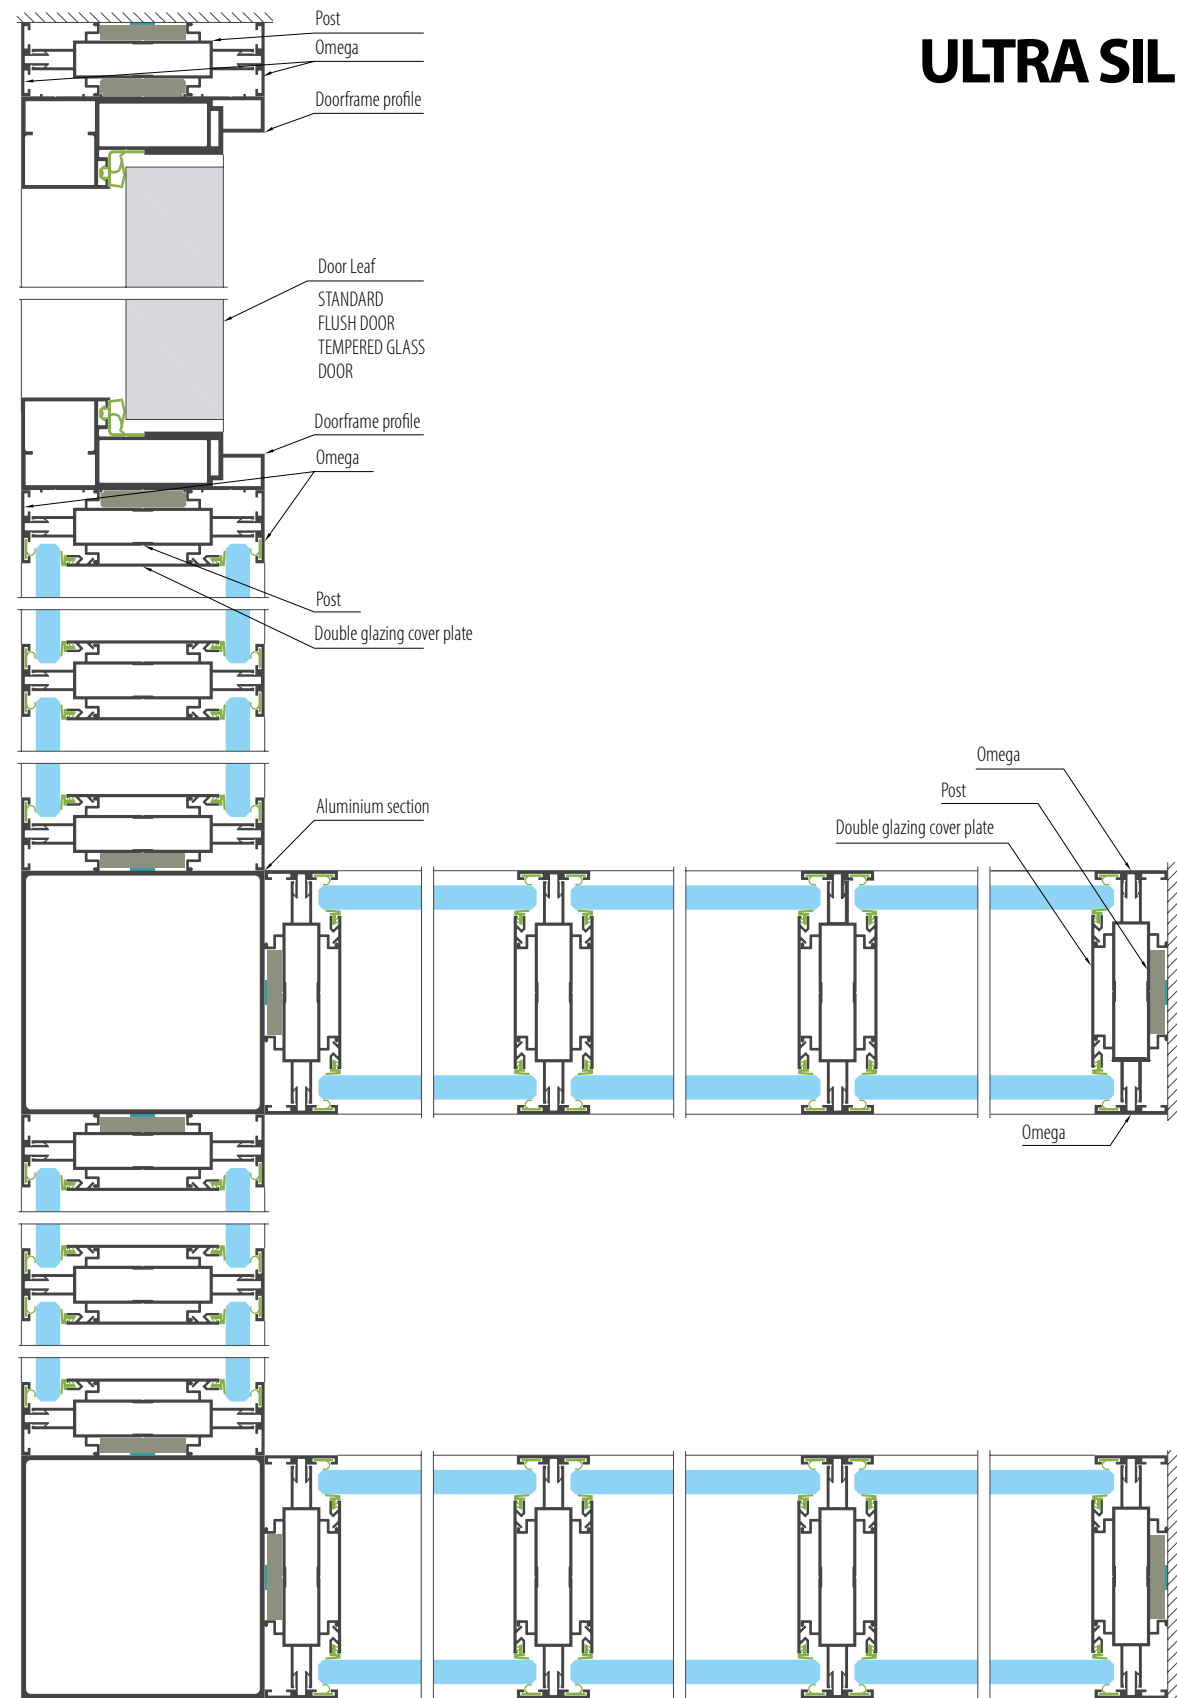 Post
ULTRA SIL
Omega
Doorframe profile
Door Leaf
STANDARD
FLUSH DOOR
TEMPERED GLASS
DOOR
Doorframe profile
Omega
Post
Double glazing cover plate
Omega
Post
Aluminium section
Double glazing cover plate
Omega